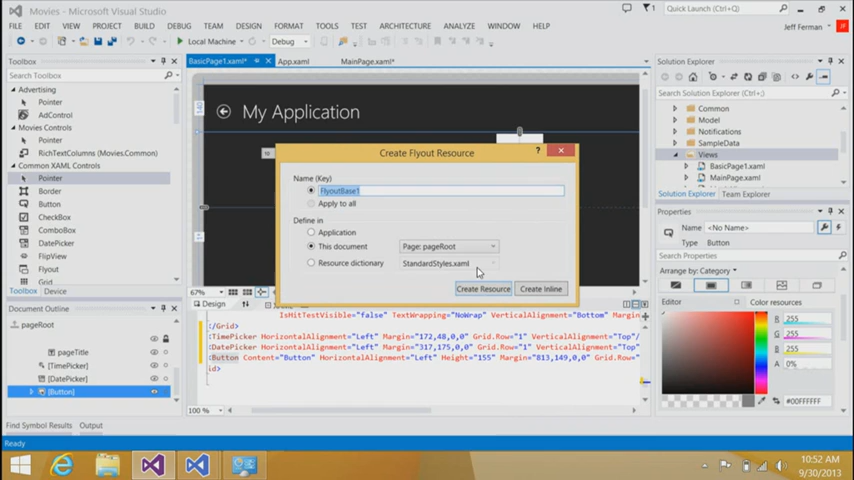 Movies - Microsoft Visual Studio
1
Quick Launch (Ctrl+Q)
FILE EDIT VIEW PROJECT BUILD DEBUG TEAM DESIGN FORMAT TEST ARCHITECTURE ANALYZE WINDOW HELP
Jeff Ferman
JF
Local Machine
Debug
Toolbox
BasicPage1.xaml*
App.xaml
MainPage.xaml*
Solution Explorer
Search Toolbox
Advertising
Pointer
AdControl
Movies Controls
Pointer
RichTextColumns (Movies.Common)
Common XAML Controls
Pointer
Border
Button
CheckBox
ComboBox
DatePicker
FlipView
Flyout
Grid
Toolbox
Device
My Application
Create Flyout Resource
?
Name (Key)
FlyoutBase1
Apply to all
Define in
Application
This document
Page: pageRoot
Resource dictionary
StandardStyles.xaml
Create Resource
Create Inline
Search Solution Explorer (Ctrl+;)
Common
Model
Notifications
SampleData
Views
BasicPage1.xaml
MainPage.xaml
Solution Explorer
Team Explorer
Properties
Name <No Name>
Type Button
Search Properties
Arrange by: Category
Editor
Color resources
R 255
G 255
B 255
A 0%
#00FFFFFF
67%
Design
Document Outline
pageRoot
pageTitle
[TimePicker]
[DatePicker]
[Button]
IsHitTestVisible="false" TextWrapping="NoWrap" VerticalAlignment="Bottom" Margin
</Grid>
<TimePicker HorizontalAlignment="Left" Margin="172,48,0,0" Grid.Row="1" VerticalAlignment="Top"/
<DatePicker HorizontalAlignment="Left" Margin="317,175,0,0" Grid.Row="1" VerticalAlignment="Top"
<Button Content="Button" HorizontalAlignment="Left" Height="155" Margin="813,149,0,0" Grid.Ro
id>
100 %
Find Symbol Results
Output
Ready
10:52 AM
9/30/2013